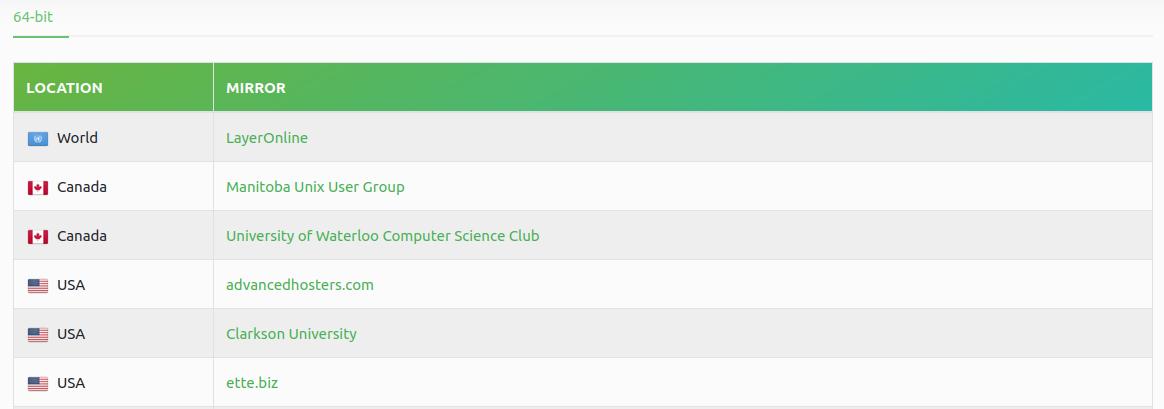 64-bit
LOCATION MIRROR
World LayerOnline
Canada Manitoba Unix User Group
Canada University of Waterloo Computer Science Club
USA advancedhosters.com
USA Clarkson University
USA ette.biz